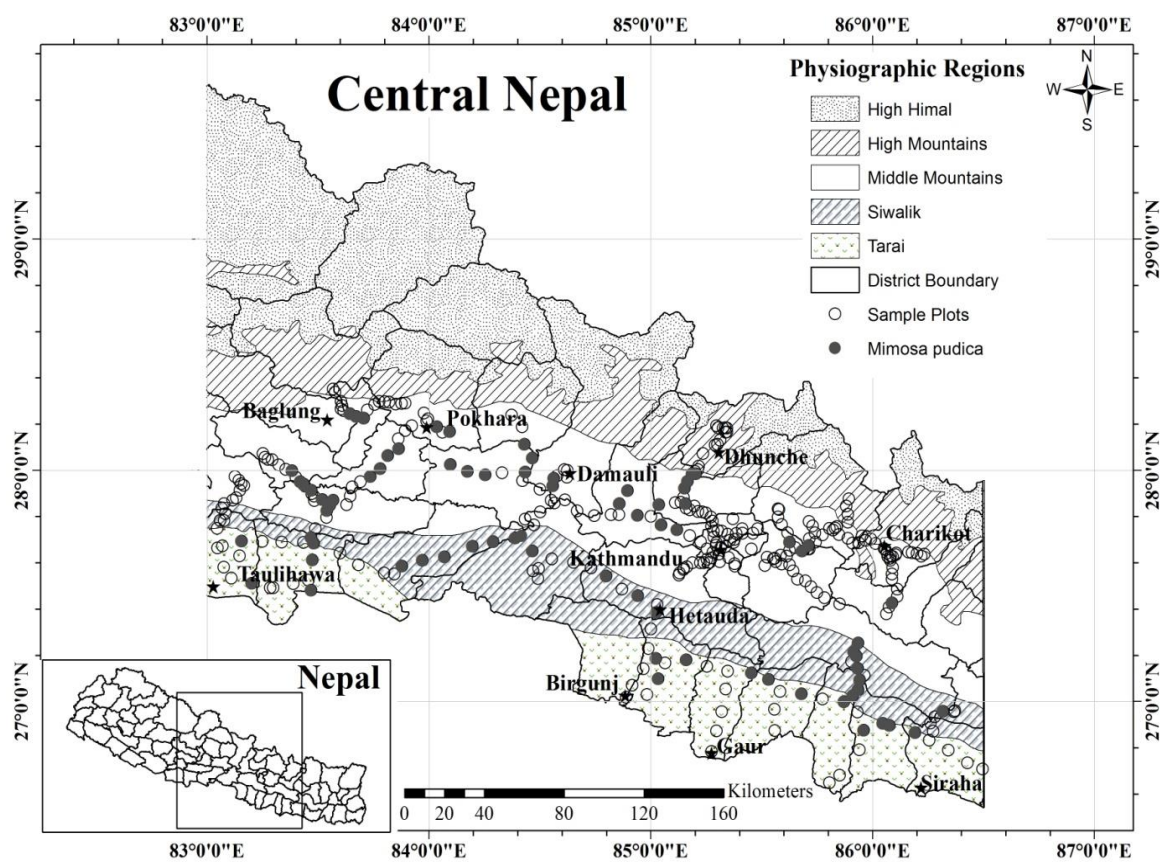 83°0'0"E 84°0'0"E 85°0'0"E 86°0'0"E 87°0'0"E
Central Nepal
Physiographic Regions
N
W E
S
High Himal
High Mountains
Middle Mountains
Siwalik
Tarai
District Boundary
Sample Plots
Mimosa pudica
29°0'0"N 29°0'0"N
28°0'0"N 28°0'0"N
27°0'0"N 27°0'0"N
Baglung
Pokhara
Dhunche
Damauli
Charikot
Kathmandu
Taulihawa
Hetauda
Birgunj
Gaur
Siraha
Nepal
Kilometers
0 20 40 80 120 160
83°0'0"E 84°0'0"E 85°0'0"E 86°0'0"E 87°0'0"E